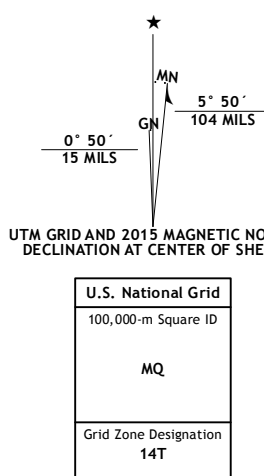 ★
MN
GN
5° 50´
104 MILS
0° 50´
15 MILS
UTM GRID AND 2015 MAGNETIC NO
DECLINATION AT CENTER OF SHE
U.S. National Grid
100,000-m Square ID
MQ
Grid Zone Designation
14T